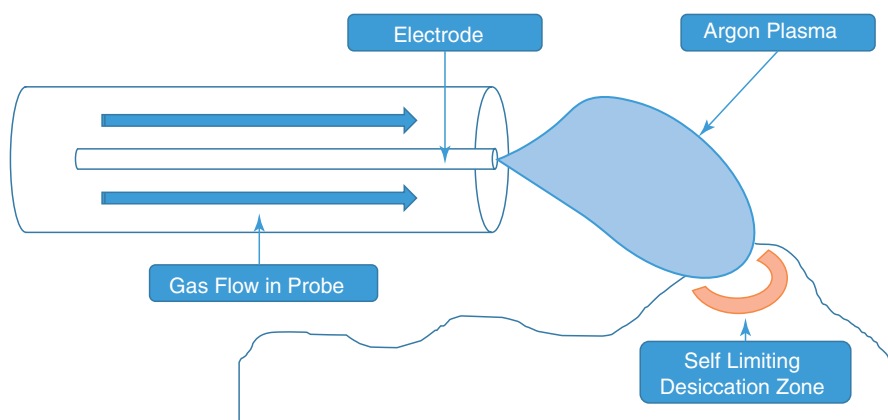 Electrode
Argon Plasma
Gas Flow in Probe
Self Limiting
Desiccation Zone